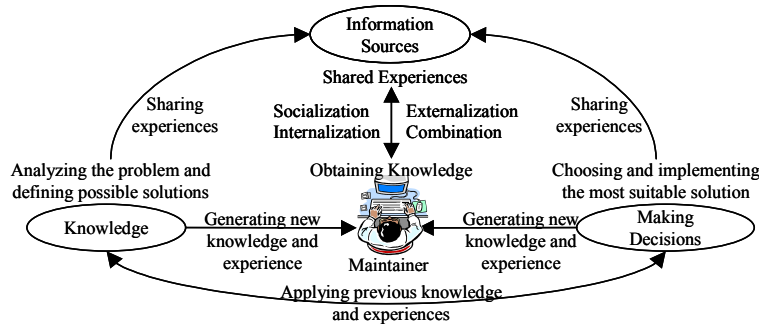 Information
Sources
Shared Experiences
Sharing
experiences
Socialization
Internalization
Externalization
Combination
Sharing
experiences
Analyzing the problem and
defining possible solutions
Obtaining Knowledge
Choosing and implementing
the most suitable solution
Knowledge
Generating new
knowledge and
experience
Maintainer
Generating new
knowledge and
experience
Making
Decisions
Applying previous knowledge
and experiences